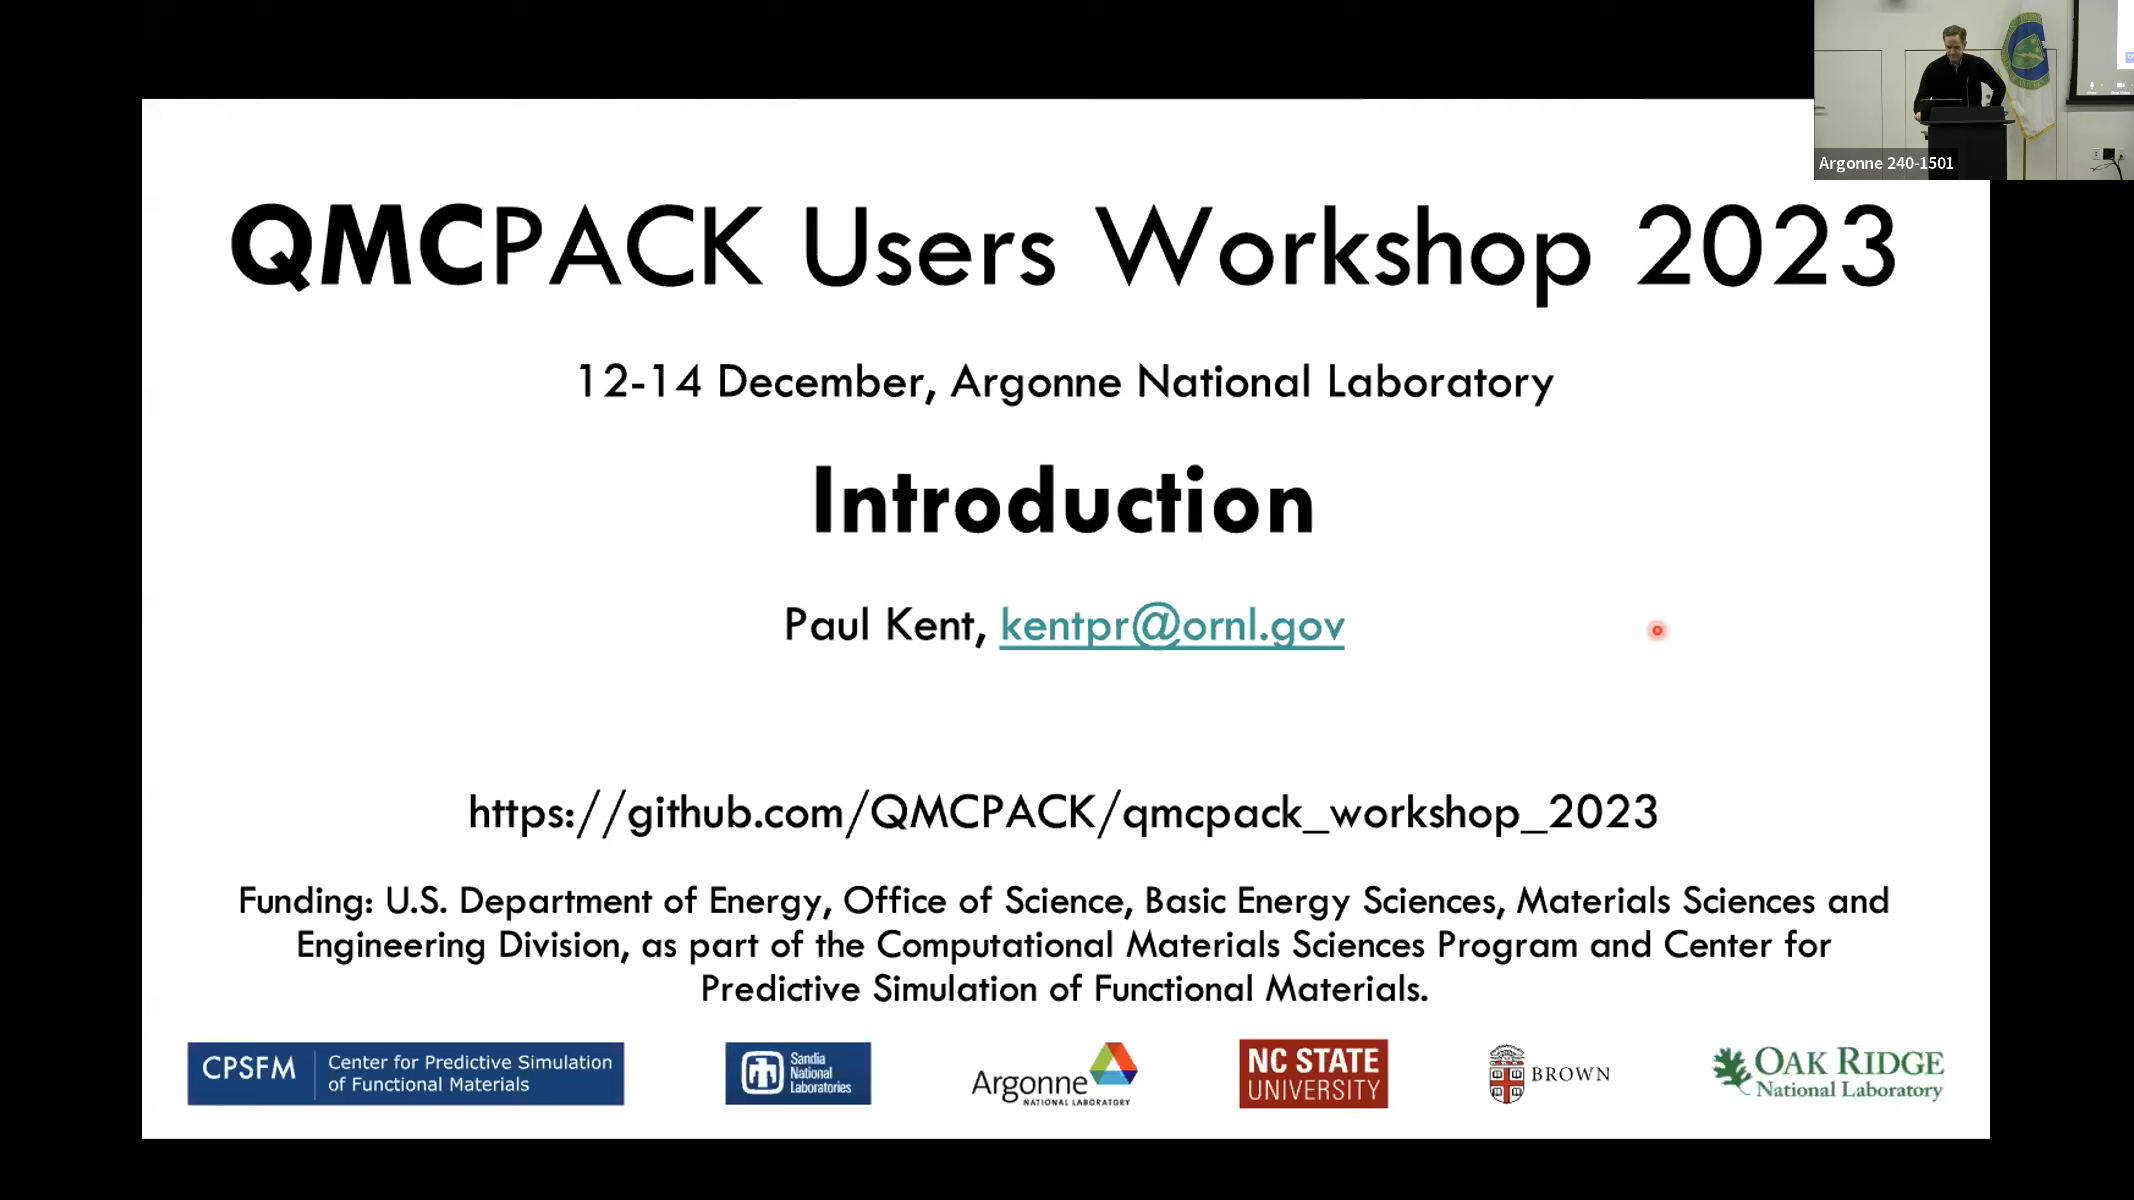 Argonne 240-1501
QMCPACK Users Workshop 2023
12-14 December, Argonne National Laboratory
Introduction
Paul Kent, kentpr@ornl.gov
https://github.com/QMCPACK/qmcpack_workshop_2023
Funding: U.S. Department of Energy, Office of Science, Basic Energy Sciences, Materials Sciences and
Engineering Division, as part of the Computational Materials Sciences Program and Center for
Predictive Simulation of Functional Materials.
CPSFM
Center for Predictive Simulation
of Functional Materials
Sandia
National
Laboratories
Argonne
NATIONAL LABORATORY
NC STATE
UNIVERSITY
BROWN
OAK RIDGE
National Laboratory